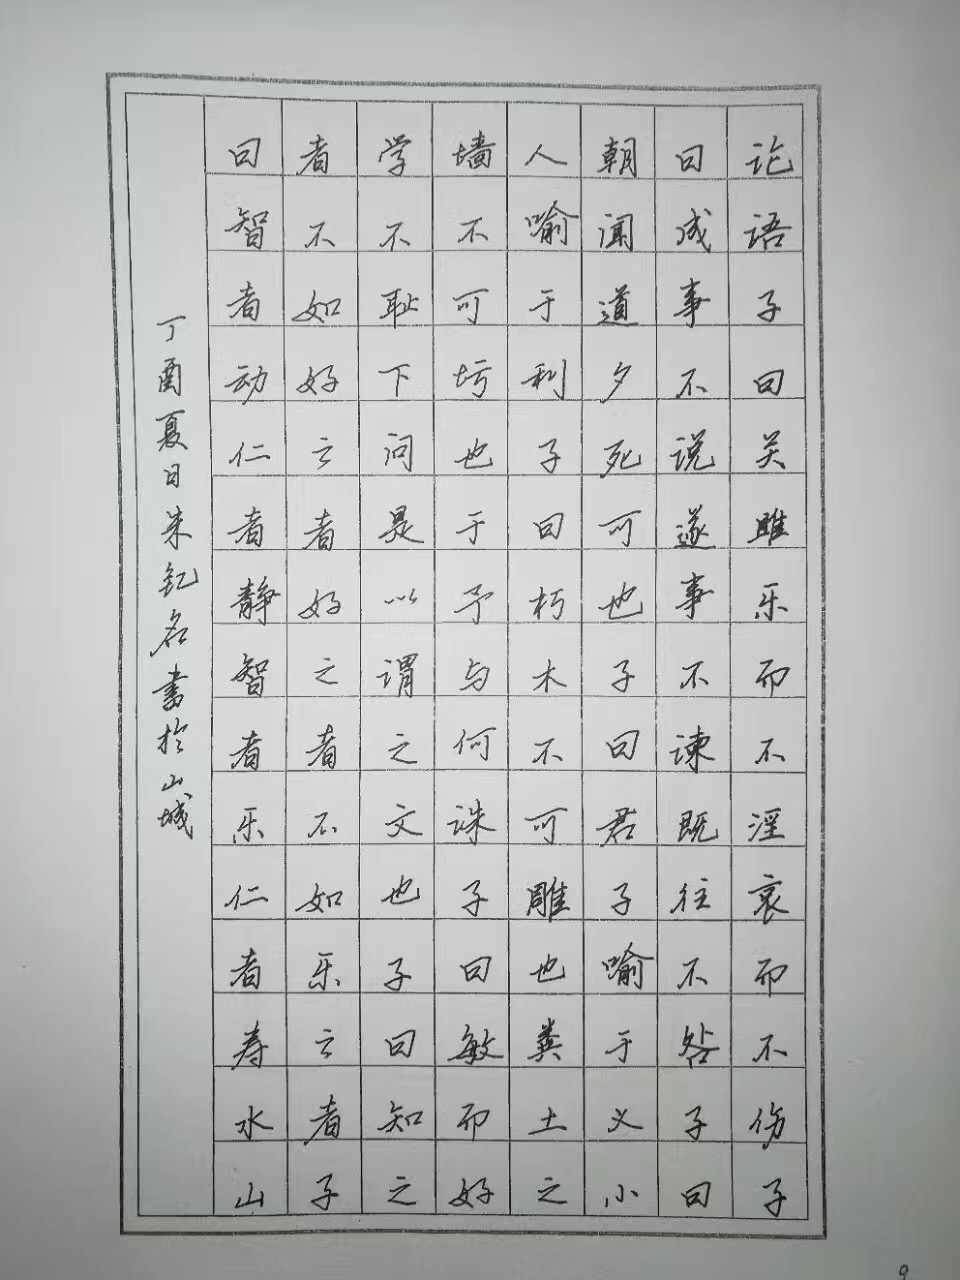 论语子曰关雎乐而不淫哀而不伤子
曰成事不说遂事不谏既往不咎子曰
朝闻道夕死可也子曰君子喻于义小
人喻于利子曰朽木不可雕也粪土之
墙不可圬也于予与何诛子曰敏而好
学不耻下问是以谓之文也子曰知之
者不如好之者好之者不如乐之者子
曰智者动仁者静智者乐仁者寿水山
丁酉夏日朱钇名书於山城
9